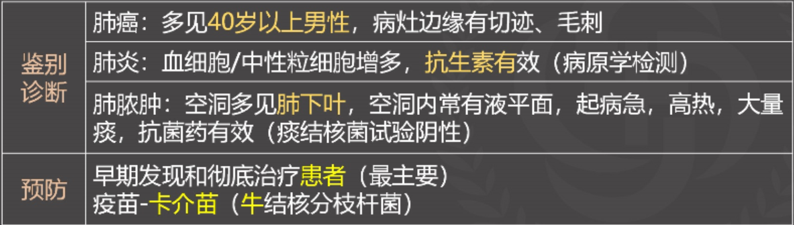 鉴别
诊断
肺癌：多见40岁以上男性，病灶边缘有切迹、毛刺
肺炎：血细胞/中性粒细胞增多，抗生素有效（病原学检测）
肺脓肿：空洞多见肺下叶，空洞内常有液平面，起病急，高热，大量
痰，抗菌药有效（痰结核菌试验阴性）
预防
早期发现和彻底治疗患者（最主要）
疫苗-卡介苗（牛结核分枝杆菌）